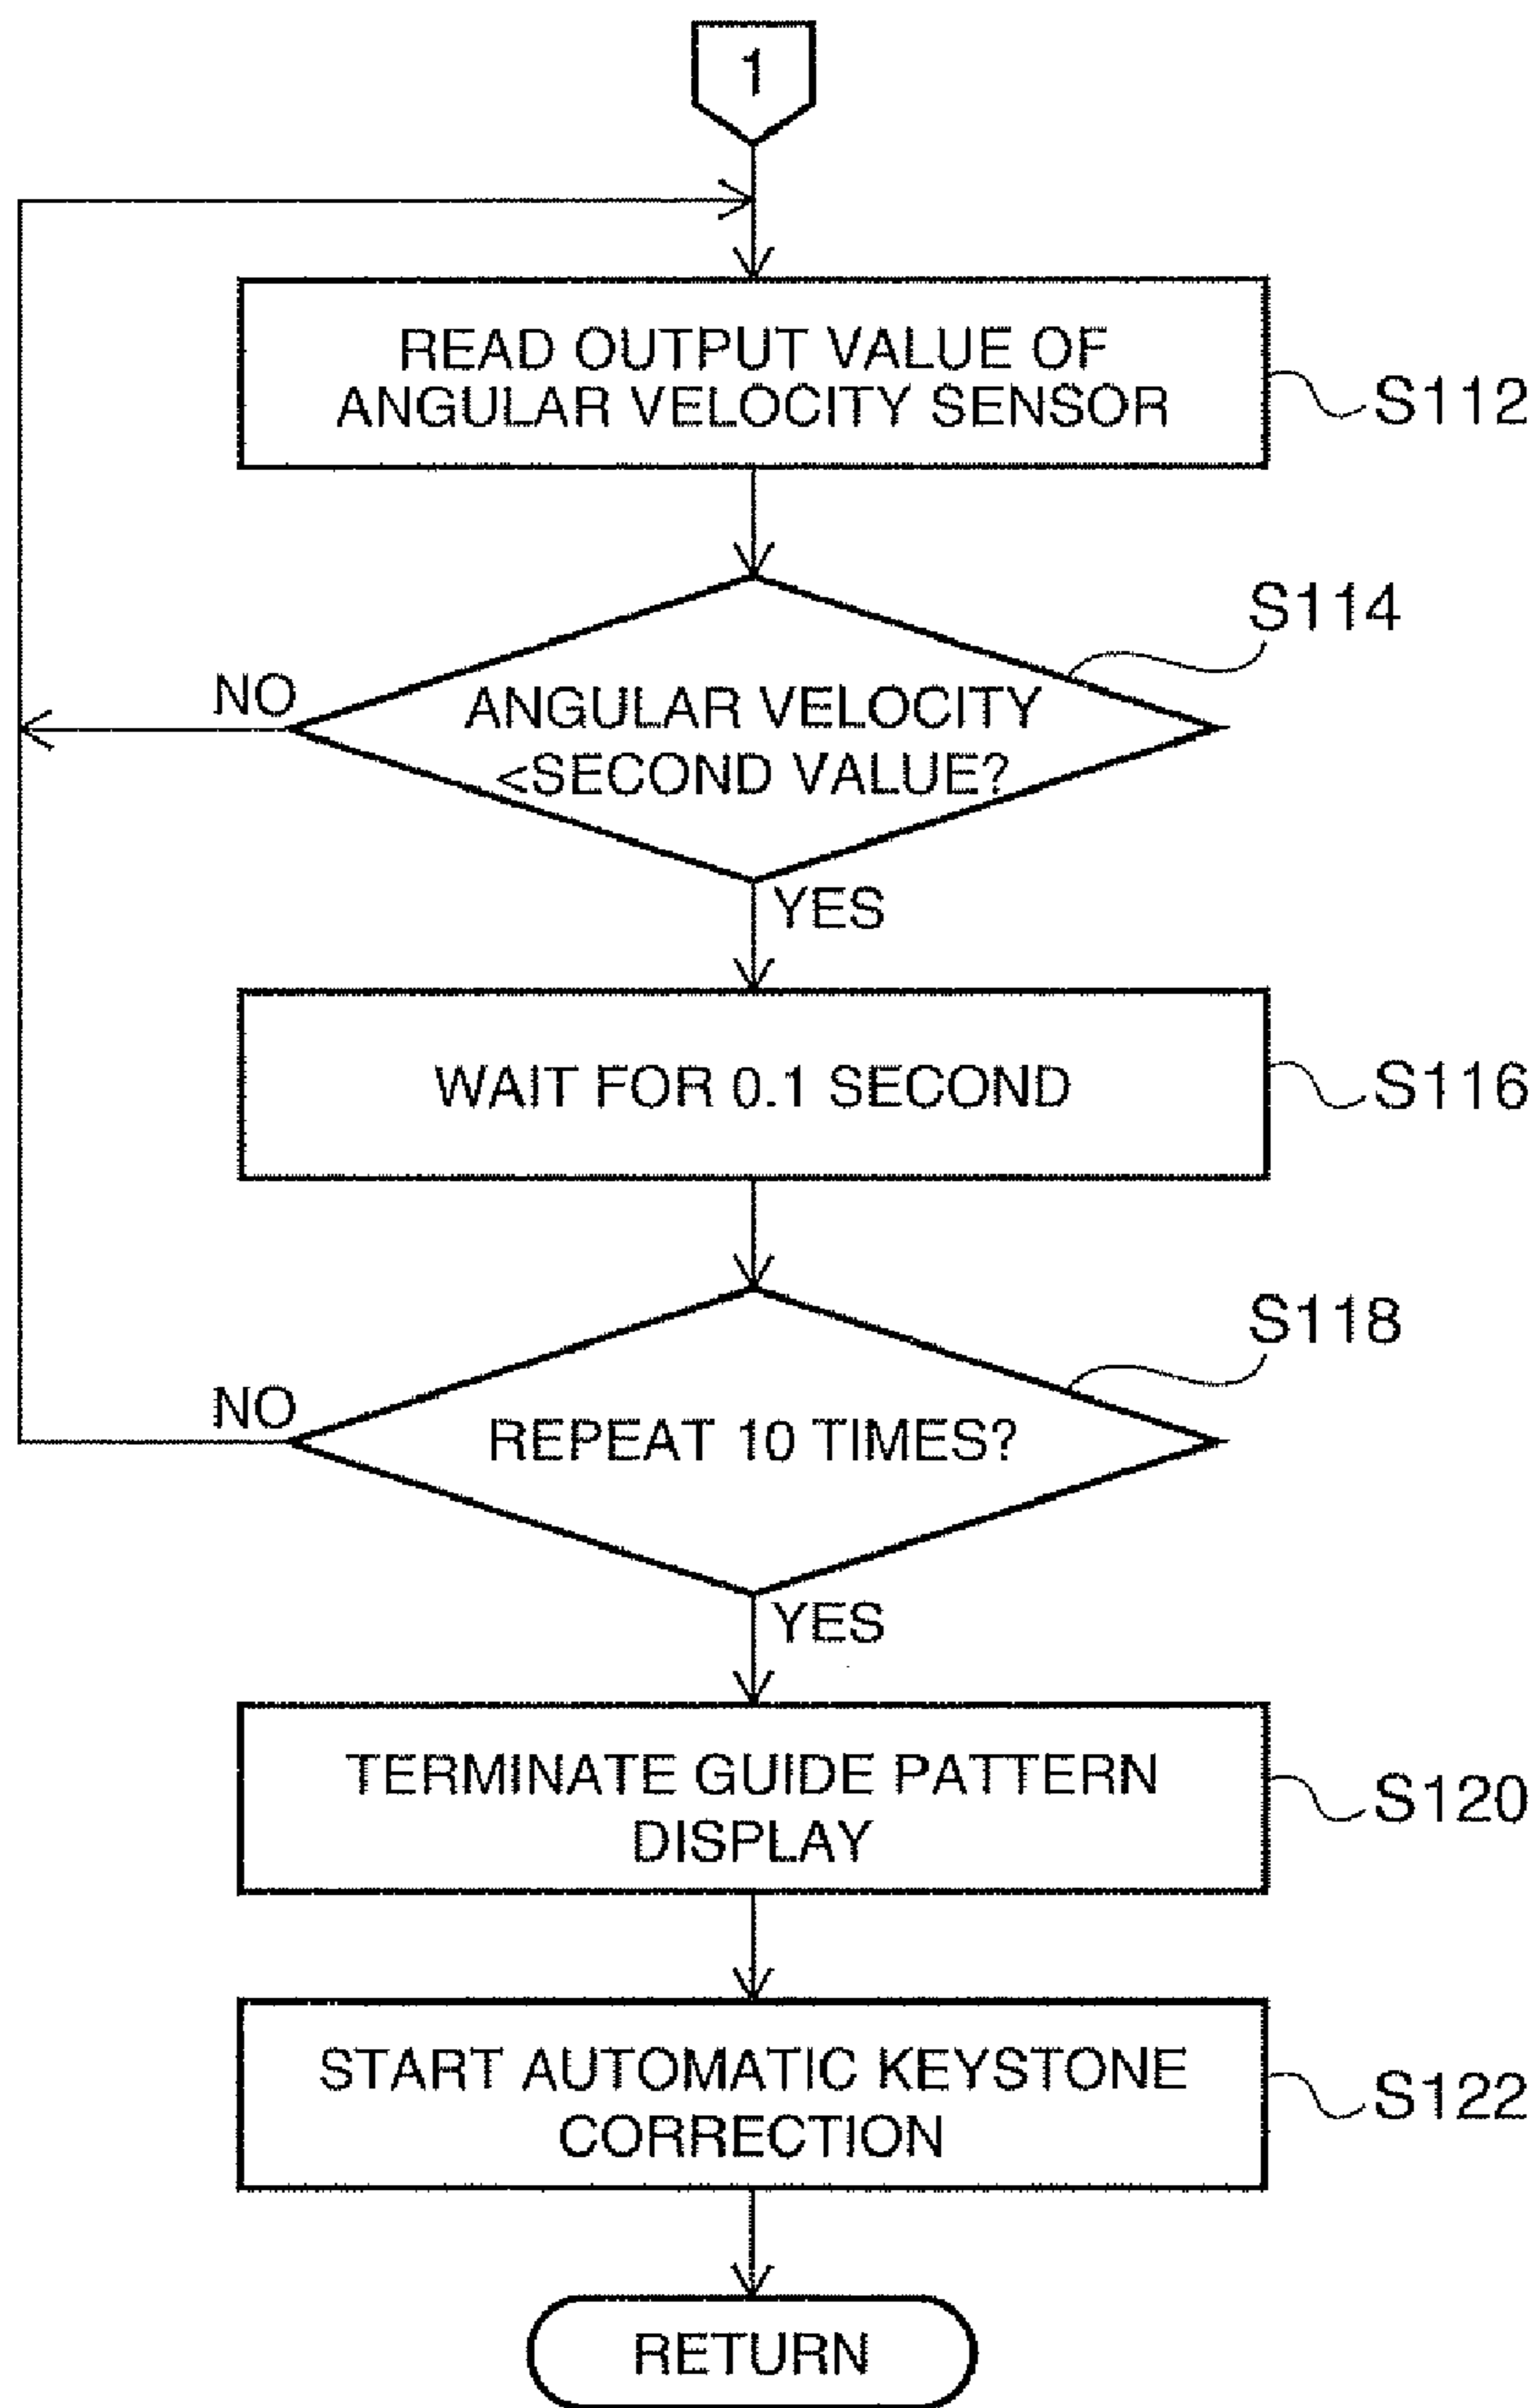 1
READ OUTPUT VALUE OF
ANGULAR VELOCITY SENSOR
S112
S114
NO
ANGULAR VELOCITY
<SECOND VALUE?
YES
WAIT FOR 0.1 SECOND
S116
S118
NO
REPEAT 10 TIMES?
YES
TERMINATE GUIDE PATTERN
DISPLAY
S120
START AUTOMATIC KEYSTONE
CORRECTION
S122
RETURN